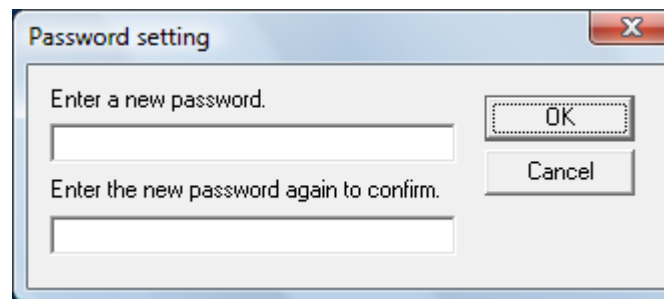 Password setting
Enter a new password.
OK
Cancel
Enter the new password again to confirm.